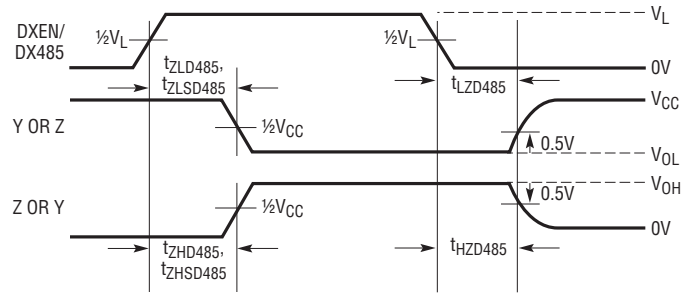 DXEN/
DX485
½VL
½VL
VL
0V
tZLD485,
tZLSD485
tLZD485
Y OR Z
½VCC
VCC
0.5V
VOL
Z OR Y
½VCC
VOH
0.5V
0V
tZHD485,
tZHSD485
tHZD485